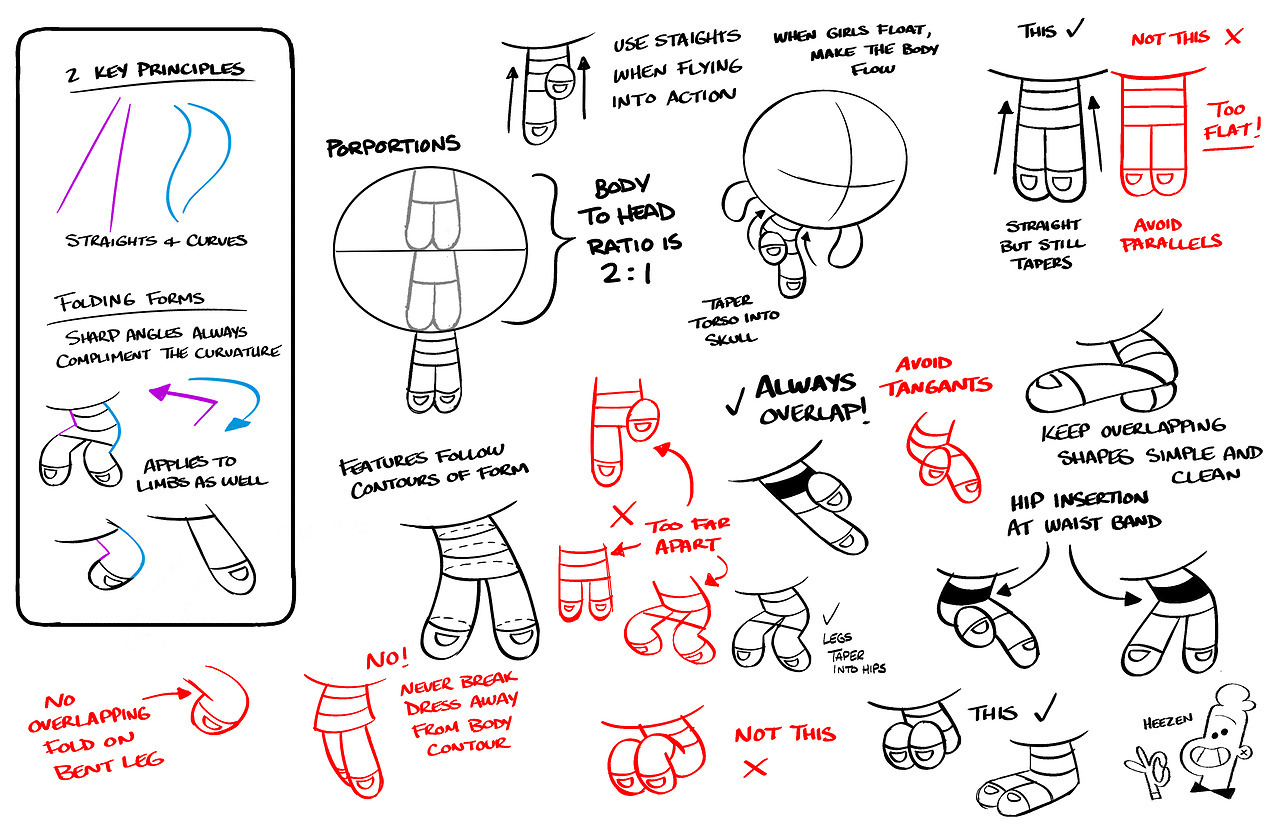 2 KEY PRINCIPLES
STRAIGHTS & CURVES
FOLDING FORMS
SHARP ANGLES ALWAYS
COMPLIMENT THE CURVATURE
APPLIES TO
LIMBS AS WELL
USE STAIGHTS
WHEN FLYING
INTO ACTION
WHEN GIRLS FLOAT,
MAKE THE BODY
FLOW
THIS ✓
NOT THIS X
TOO
FLAT!
STRAIGHT
BUT STILL
TAPERS
AVOID
PARALLELS
PORPORTIONS
BODY
TO HEAD
RATIO IS
2:1
TAPER
TORSO INTO
SKULL
✓ ALWAYS
OVERLAP!
AVOID
TANGANTS
KEEP OVERLAPPING
SHAPES SIMPLE AND
CLEAN
FEATURES FOLLOW
CONTOURS OF FORM
X TOO FAR
APART
HIP INSERTION
AT WAIST BAND
✓
LEGS
TAPER
INTO HIPS
NO
OVERLAPPING
FOLD ON
BENT LEG
NO!
NEVER BREAK
DRESS AWAY
FROM BODY
CONTOUR
NOT THIS
X
THIS ✓
HEEZEN